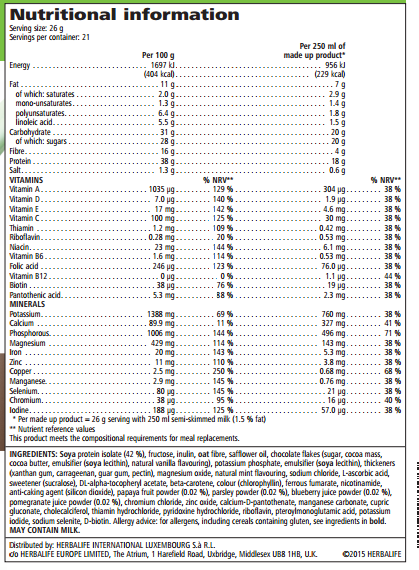 Nutritional information
Serving size: 26 g
Servings per container: 21
Per 100 g Per 250 ml of made up product*
Energy 1697 kJ 956 kJ
(404 kcal) (229 kcal)
Fat 11 g 7 g
of which: saturates 2.0 g 2.9 g
mono-unsaturates 1.3 g 1.4 g
polyunsaturates 6.4 g 1.8 g
linoleic acid 5.5 g 1.5 g
Carbohydrate 31 g 20 g
of which: sugars 28 g 20 g
Fibre 16 g 4 g
Protein 38 g 18 g
Salt 1.3 g 0.6 g
VITAMINS % NRV** % NRV**
Vitamin A 1035 µg 129 % 304 µg 38 %
Vitamin D 7.0 µg 140 % 1.9 µg 38 %
Vitamin E 17 mg 142 % 4.6 mg 38 %
Vitamin C 100 mg 125 % 30 mg 38 %
Thiamin 1.2 mg 109 % 0.42 mg 38 %
Riboflavin 0.28 mg 20 % 0.53 mg 38 %
Niacin 23 mg 144 % 6.1 mg 38 %
Vitamin B6 1.6 mg 114 % 0.53 mg 38 %
Folic acid 246 µg 123 % 76.0 µg 38 %
Vitamin B12 0 µg 0 % 1.1 µg 44 %
Biotin 38 µg 76 % 19 µg 38 %
Pantothenic acid 5.3 mg 88 % 2.3 mg 38 %
MINERALS
Potassium 1388 mg 69 % 760 mg 38 %
Calcium 89.9 mg 11 % 327 mg 41 %
Phosphorous 1006 mg 144 % 496 mg 71 %
Magnesium 429 mg 114 % 143 mg 38 %
Iron 20 mg 143 % 5.3 mg 38 %
Zinc 11 mg 110 % 3.8 mg 38 %
Copper 2.5 mg 250 % 0.68 mg 68 %
Manganese 2.9 mg 145 % 0.76 mg 38 %
Selenium 80 µg 145 % 21 µg 38 %
Chromium 38 µg 95 % 16 µg 40 %
Iodine 188 µg 125 % 57.0 µg 38 %
* Per made up product = 26 g serving with 250 ml semi-skimmed milk (1.5 % fat)
** Nutrient reference values
This product meets the compositional requirements for meal replacements.
INGREDIENTS: Soya protein isolate (42 %), fructose, inulin, oat fibre, safflower oil, chocolate flakes (sugar, cocoa mass,
cocoa butter, emulsifier (soya lecithin), natural vanilla flavouring), potassium phosphate, emulsifier (soya lecithin), thickeners
(xanthan gum, carrageenan, guar gum, pectin), magnesium oxide, natural mint flavouring, sodium chloride, L-ascorbic acid,
sweetener (sucralose), DL-alpha tocopheryl acetate, beta-carotene, colour (chlorophyllin), ferrous fumarate, nicotinamide,
anti-caking agent (silicon dioxide), papaya fruit powder (0.02 %), parsley powder (0.02 %), blueberry juice powder (0.02 %),
pomegranate juice powder (0.02 %), chromium chloride, zinc oxide, calcium-D-pantothenate, manganese carbonate, cupric
gluconate, cholecalciferol, thiamin hydrochloride, pyridoxine hydrochloride, riboflavin, pteroylmonoglutamic acid, potassium
iodide, sodium selenite, D-biotin. Allergy advice: for allergens, including cereals containing gluten, see ingredients in bold.
MAY CONTAIN MILK.
Distributed by: HERBALIFE INTERNATIONAL LUXEMBOURG S.à R.L.
c/o HERBALIFE EUROPE LIMITED, The Atrium, 1 Harefield Road, Uxbridge, Middlesex UB8 1HB, U.K. ©2015 HERBALIFE